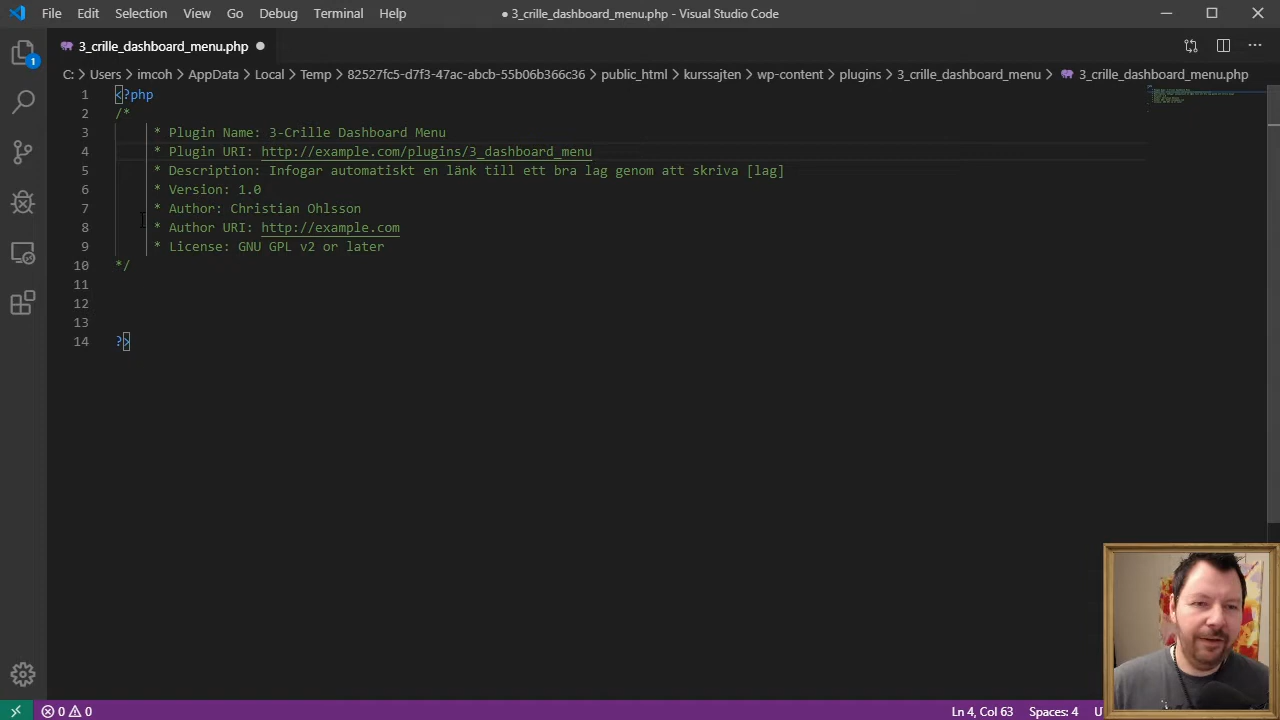 File Edit Selection View Go Debug Terminal Help ● 3_crille_dashboard_menu.php - Visual Studio Code
3_crille_dashboard_menu.php ●
C: > Users > imcoh > AppData > Local > Temp > 82527fc5-d7f3-47ac-abcb-55b06b366c36 > public_html > kurssajten > wp-content > plugins > 3_crille_dashboard_menu > 3_crille_dashboard_menu.php
1
1 <?php
2 /*
3 * Plugin Name: 3-Crille Dashboard Menu
4 * Plugin URI: http://example.com/plugins/3_dashboard_menu
5 * Description: Infogar automatiskt en länk till ett bra lag genom att skriva [lag]
6 * Version: 1.0
7 * Author: Christian Ohlsson
8 * Author URI: http://example.com
9 * License: GNU GPL v2 or later
10 */
11
12
13
14 ?>
0 0 Ln 4, Col 63 Spaces: 4